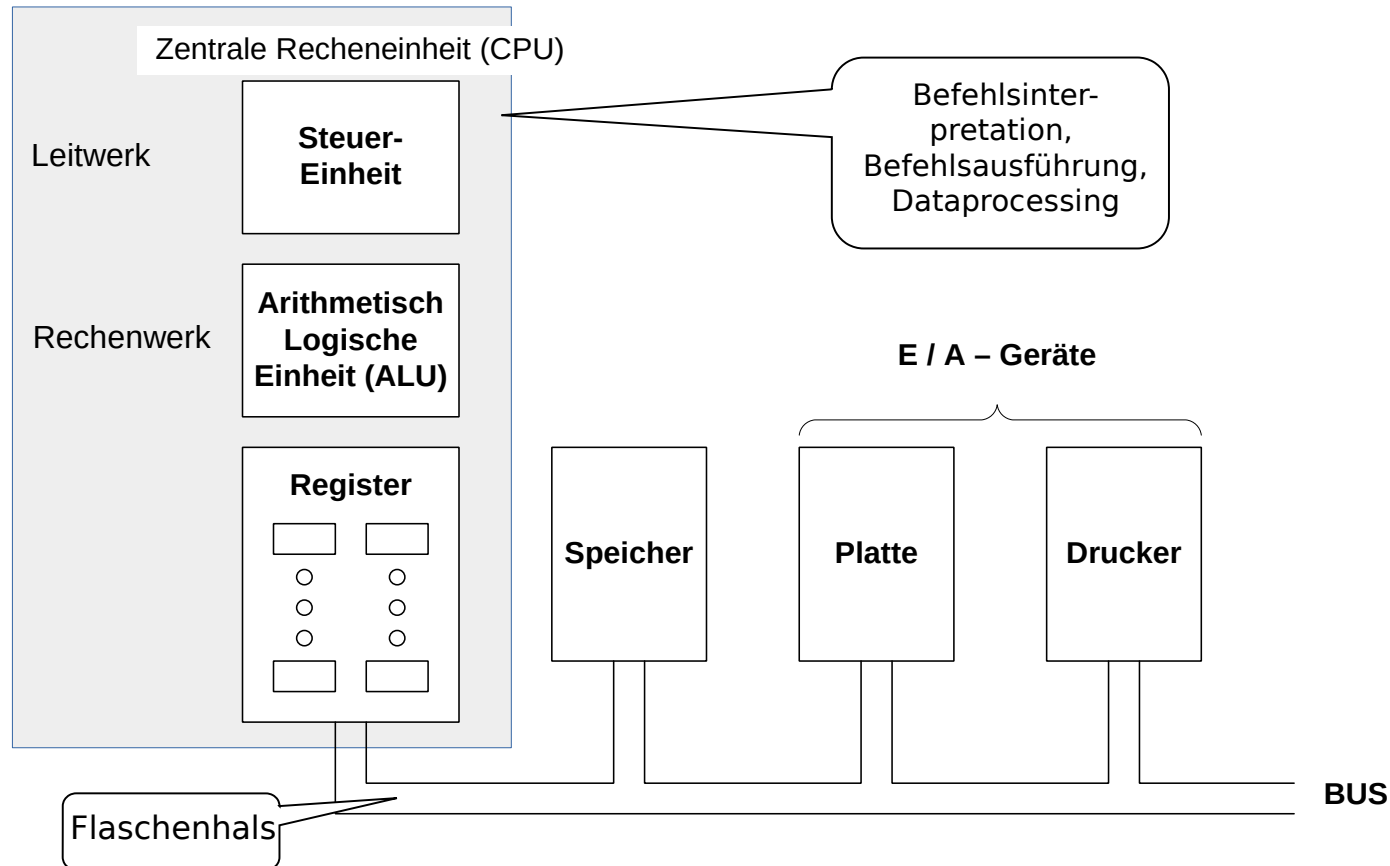 Zentrale Recheneinheit (CPU)
Leitwerk
Steuer-
Einheit
Befehlsinter-
pretation,
Befehlsausführung,
Dataprocessing
Rechenwerk
Arithmetisch
Logische
Einheit (ALU)
E / A – Geräte
Register
Speicher
Platte
Drucker
BUS
Flaschenhals